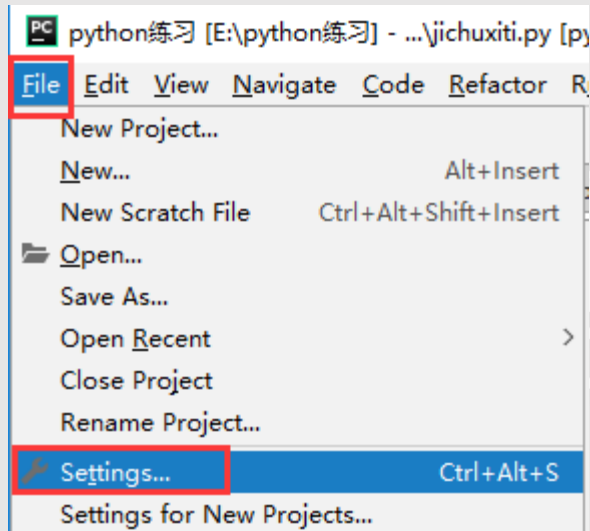 PC python练习 [E:\python练习] - ...\jichuxiti.py [py
File Edit View Navigate Code Refactor R
New Project...
New... Alt+Insert
New Scratch File Ctrl+Alt+Shift+Insert
Open...
Save As...
Open Recent
Close Project
Rename Project...
Settings... Ctrl+Alt+S
Settings for New Projects...